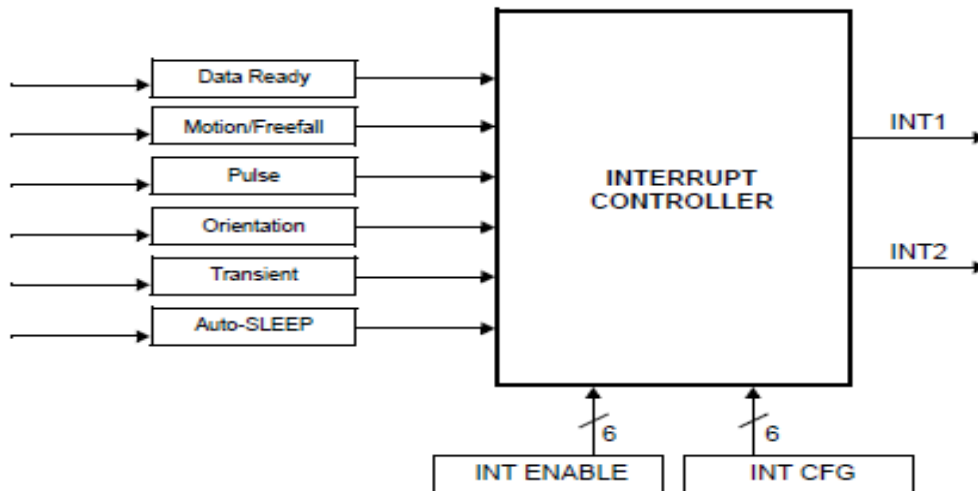 Data Ready
Motion/Freefall
Pulse
Orientation
Transient
Auto-SLEEP
INTERRUPT
CONTROLLER
INT1
INT2
6
6
INT ENABLE
INT CFG